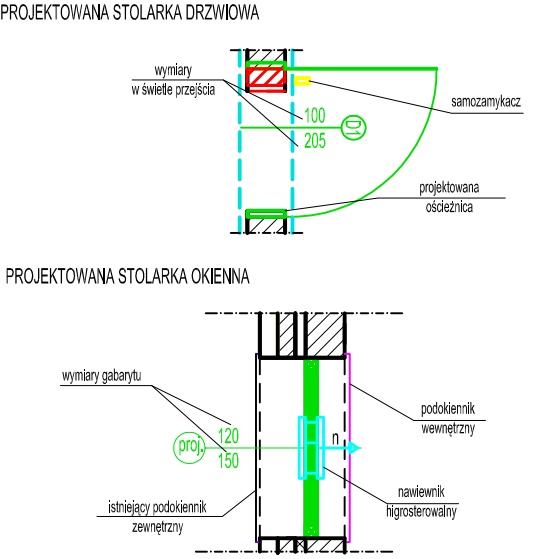 PROJEKTOWANA STOLARKA DRZWIOWA
wymiary
w świetle przejścia
samozamykacz
100
205
D1
projektowana
ościeżnica
PROJEKTOWANA STOLARKA OKIENNA
wymiary gabarytu
podokiennik
wewnętrzny
120
n
proj.
150
istniejący podokiennik
zewnętrzny
nawiewnik
higrosterowalny